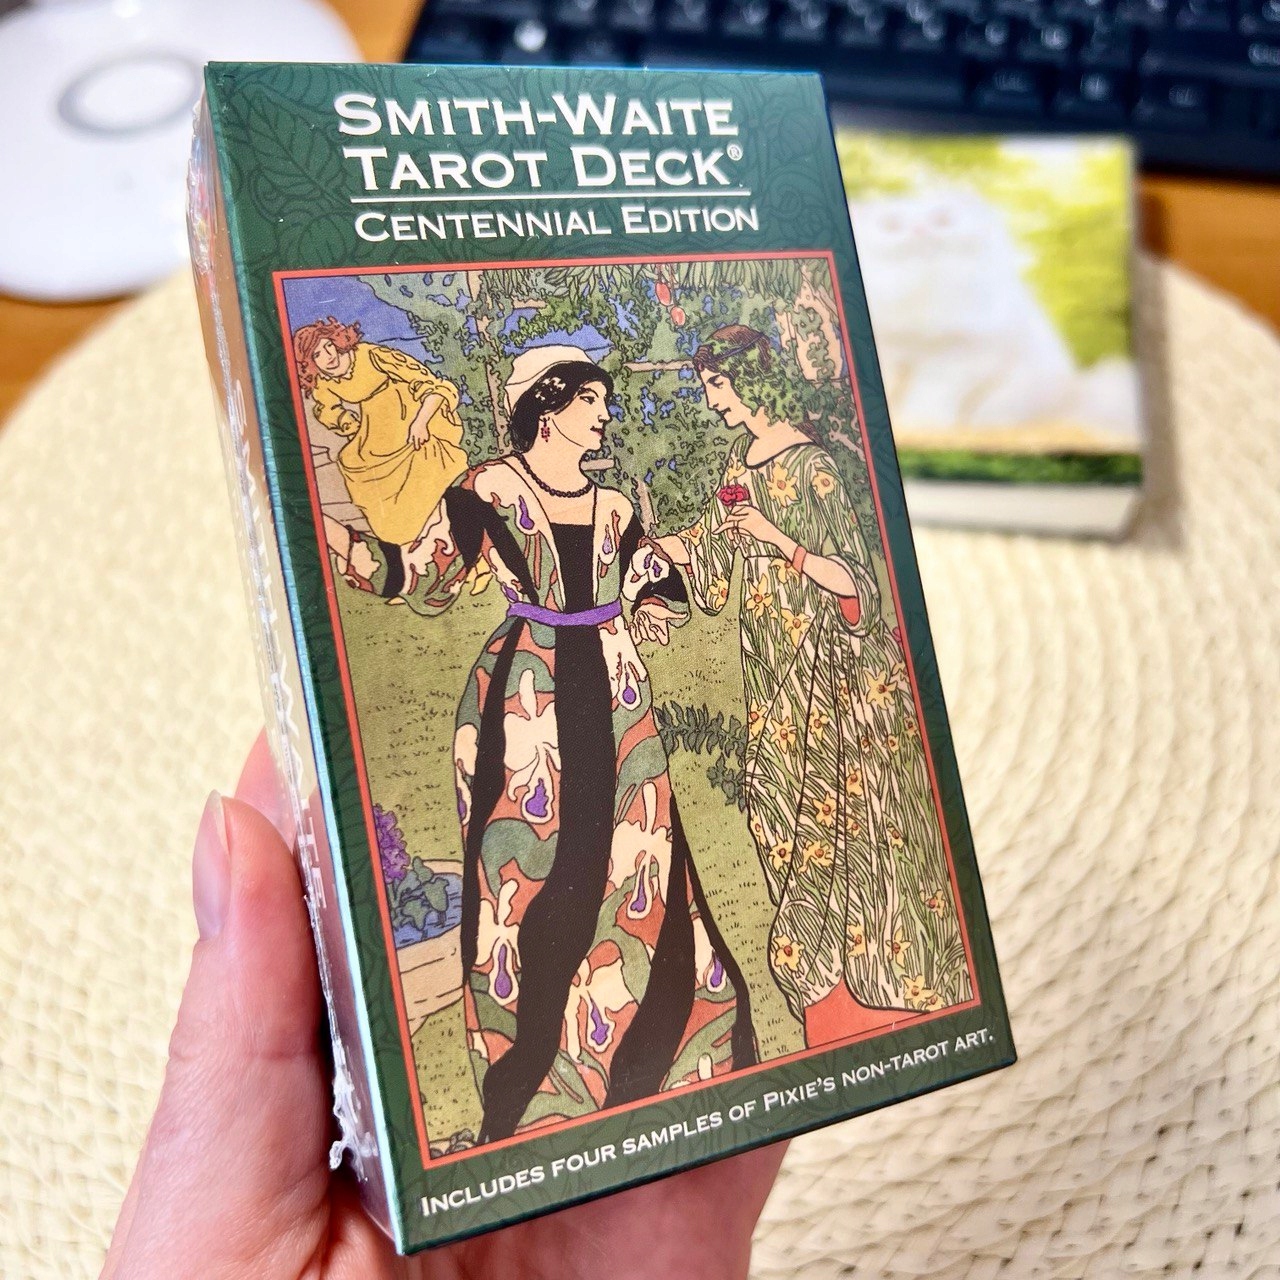 SMITH-WAITE
TAROT DECK®
CENTENNIAL EDITION
INCLUDES FOUR SAMPLES OF PIXIE'S NON-TAROT ART.